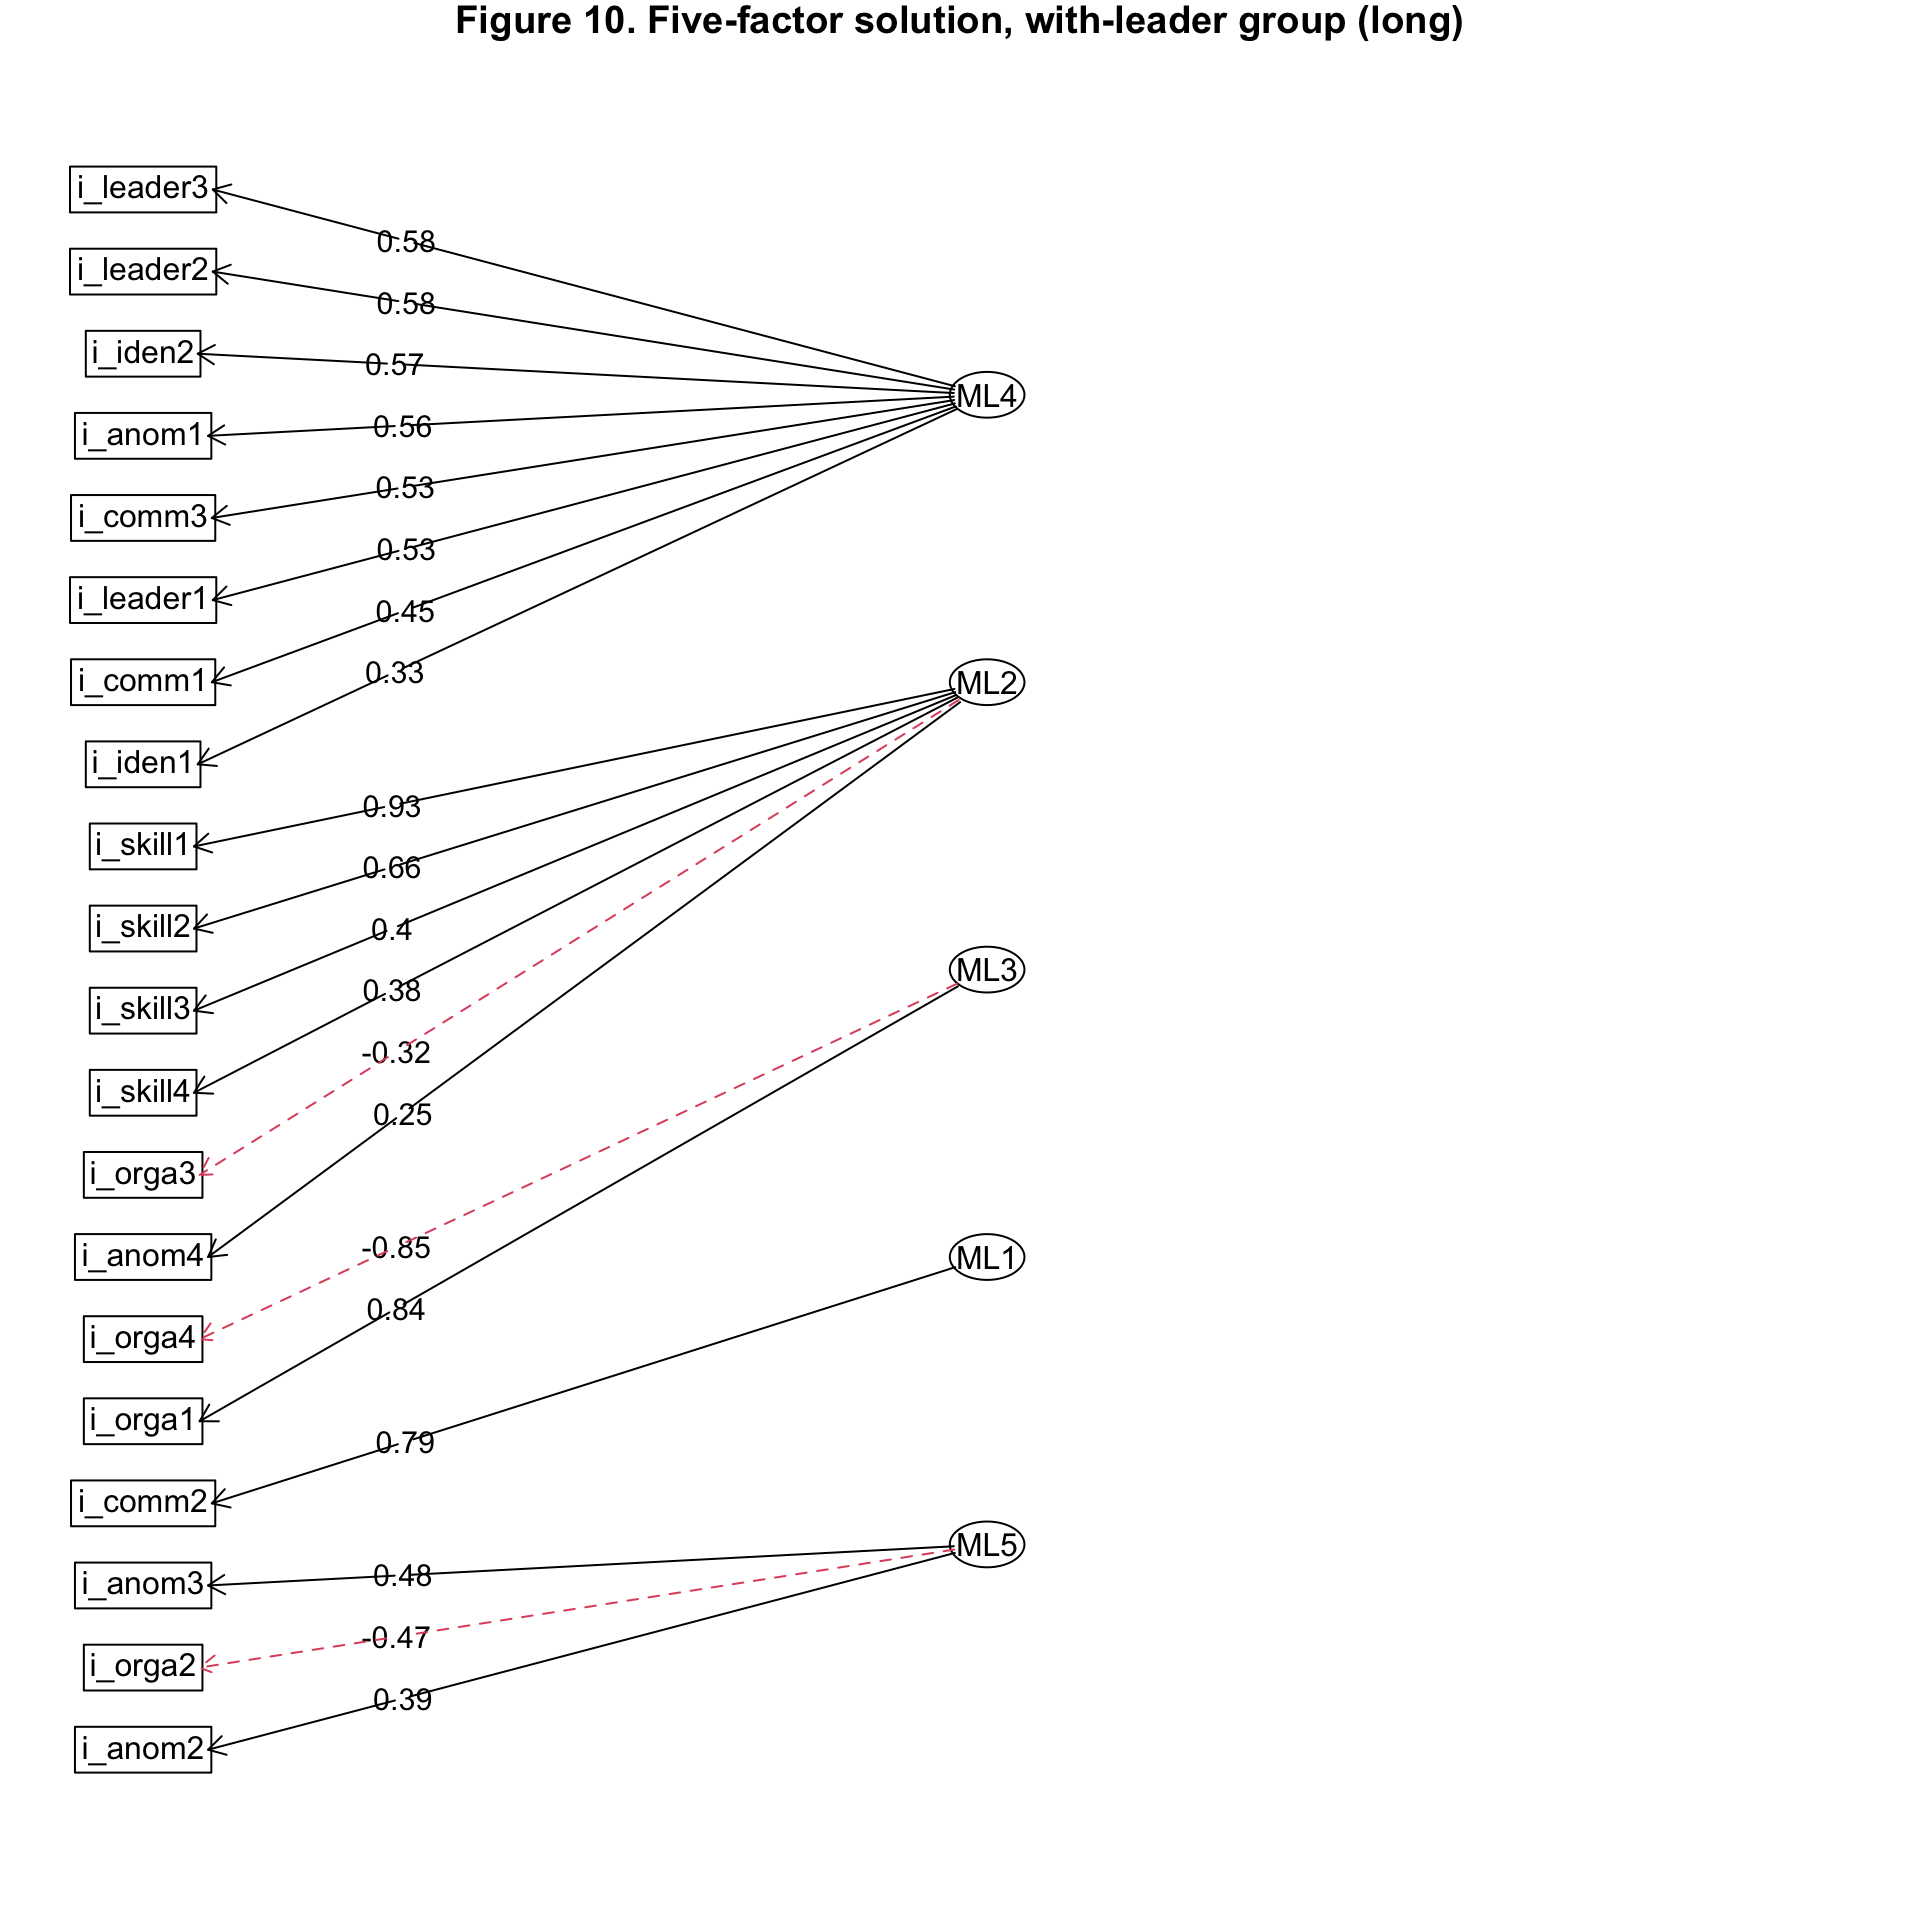 Figure 10. Five-factor solution, with-leader group (long)
i_leader3
i_leader2
i_iden2
i_anom1
i_comm3
i_leader1
i_comm1
i_iden1
i_skill1
i_skill2
i_skill3
i_skill4
i_orga3
i_anom4
i_orga4
i_orga1
i_comm2
i_anom3
i_orga2
i_anom2
0.58
0.58
0.57
0.56
0.53
0.53
0.45
0.33
0.93
0.66
0.4
0.38
-0.32
0.25
-0.85
0.84
0.79
0.48
-0.47
0.39
ML4
ML2
ML3
ML1
ML5